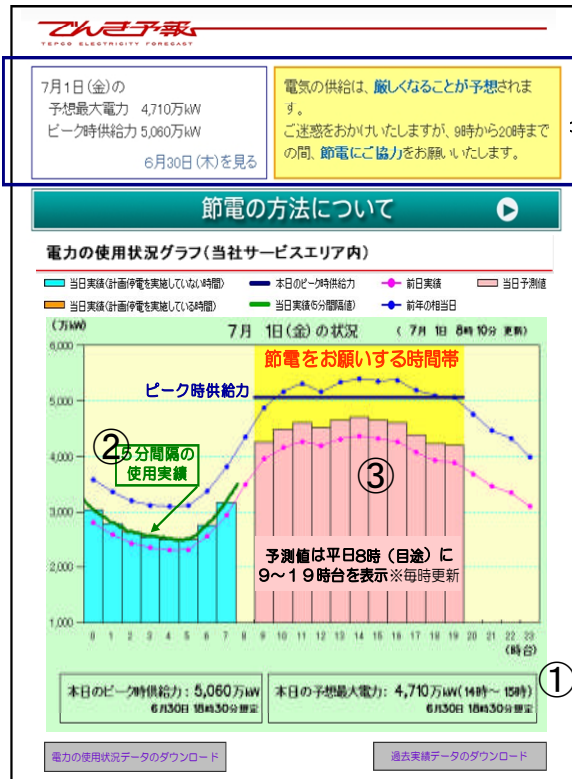 でんき予報
TEPCO ELECTRICITY FORECAST
7月1日(金)の
予想最大電力 4,710万kW
ピーク時供給力 5,060万kW
6月30日(木)を見る
電気の供給は、厳しくなることが予想されま
す。
ご迷惑をおかけいたしますが、9時から20時まで
の間、節電にご協力をお願いいたします。
節電の方法について
電力の使用状況グラフ(当社サービスエリア内)
当日実績(計画停電を実施していない時間) 本日のピーク時供給力 前日実績 当日予測値
当日実績(計画停電を実施している時間) 当日実績(5分間隔値) 前年の相当日
(万kW) 7月 1日(金)の状況 ( 7月 1日 8時10分 更新)
6,000
節電をお願いする時間帯
ピーク時供給力
5,000
②
5分間隔の
使用実績
4,000
③
3,000
予測値は平日8時(目途)に
9~19時台を表示※毎時更新
2,000
1,000
0 1 2 3 4 5 6 7 8 9 10 11 12 13 14 15 16 17 18 19 20 21 22 23
(時台)
①
本日のピーク時供給力: 5,060万kW
6月30日 18時30分想定
本日の予想最大電力: 4,710万kW(14時~ 15時)
6月30日 18時30分想定
電力の使用状況データのダウンロード
過去実績データのダウンロード